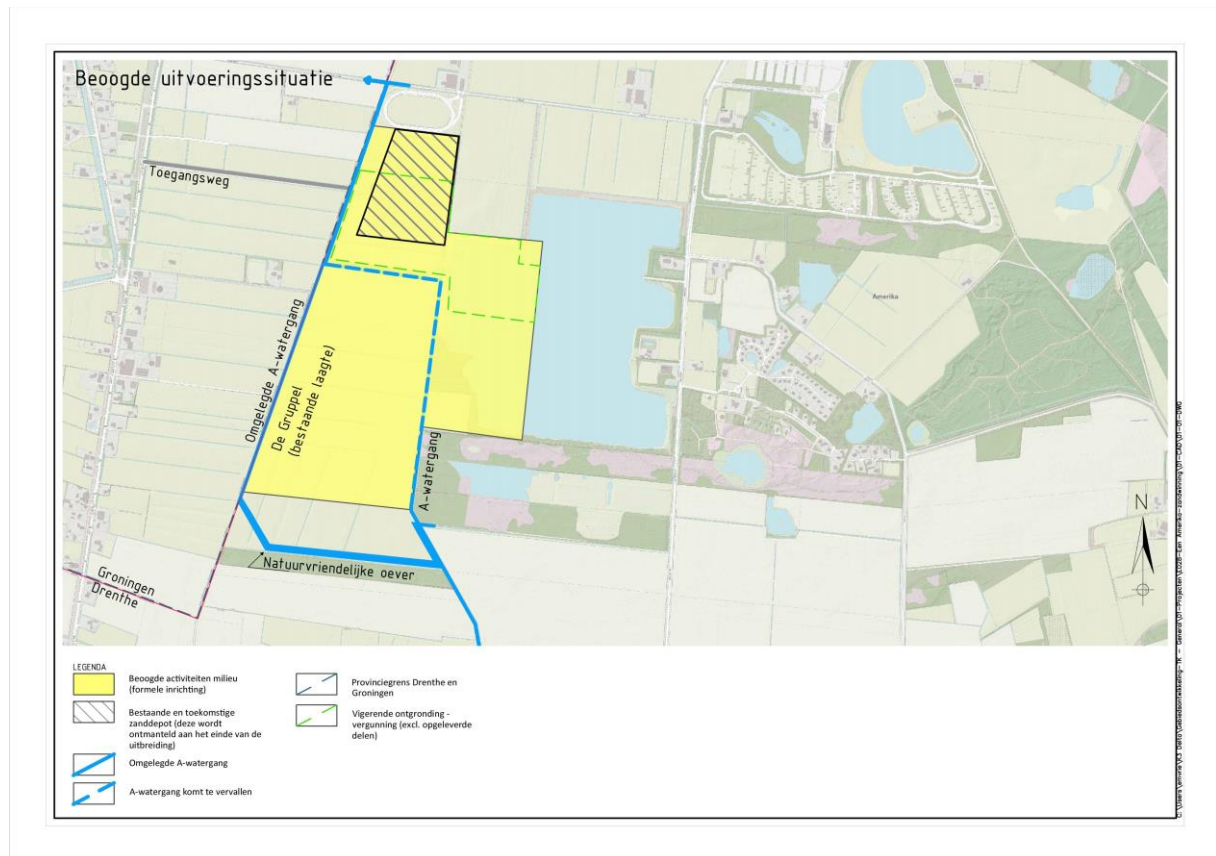 Beoogde uitvoeringssituatie
Toegangsweg
Amerika
Omgelegde A-watergang
De Gruppel
(bestaande laagte)
A-watergang
Natuurvriendelijke oever
Groningen
Drenthe
N
LEGENDA
Beoogde activiteiten milieu
(formele inrichting)
Bestaande en toekomstige
zanddepot (deze wordt
ontmanteld aan het einde van de
uitbreiding)
Omgelegde A-watergang
A-watergang komt te vervallen
Provinciegrens Drenthe en
Groningen
Vigerende ontgronding -
vergunning (excl. opgeleverde
delen)